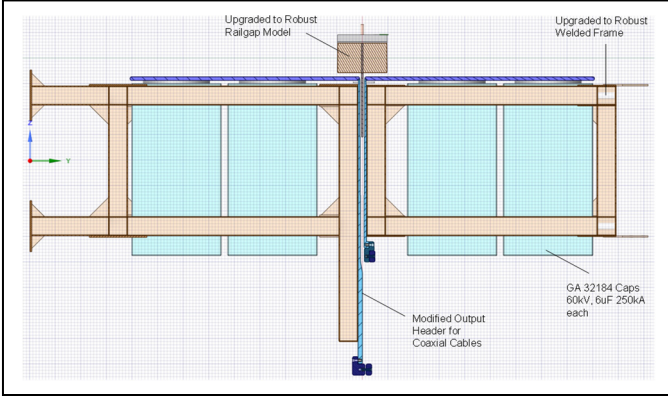 Upgraded to Robust
Railgap Model
Upgraded to Robust
Welded Frame
Z
Y
GA 32184 Caps
60kV, 6uF 250kA
each
Modified Output
Header for
Coaxial Cables